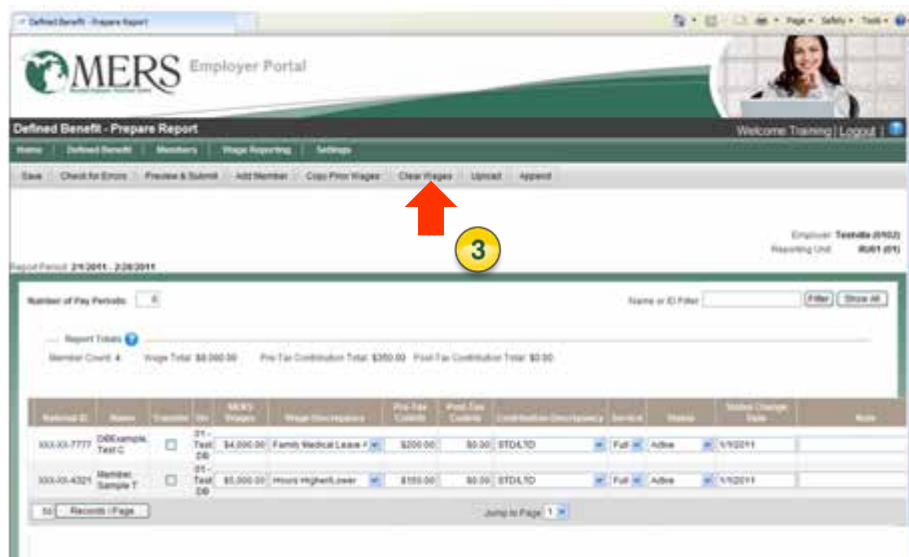 Defined Benefit - Prepare Report
Page Safety Tools
MERS Employer Portal
Defined Benefit - Prepare Report Welcome Training | Logout |
Home Defined Benefit Members Wage Reporting Settings
Save Check for Errors Preview & Submit Add Member Copy Prior Wages Clear Wages Upload Append
3
Employer Testville (0102)
Reporting Unit RU01 (01)
Report Period 2/1/2011 - 2/28/2011
Number of Pay Periods Name or ID Filter Filter Show All
Report Totals
Member Count 4 Wage Total Pre-Tax Contribution Total $350.00 Post-Tax Contribution Total $0.00
National ID Name Transfer Div MERS Wages Wage Discrepancy Pre-Tax Contrib Post-Tax Contrib Contribution Discrepancy Service Status Status Change Date Note
XXX-XX-7777 DBExample, Test C 01 - Test DB $4,000.00 Family Medical Leave $200.00 $0.00 STD/LTD Full Active 1/1/2011
XXX-XX-4321 Member, Sample T 01 - Test DB $5,000.00 Hours Higher/Lower $150.00 $0.00 STD/LTD Full Active 1/1/2011
50 Records / Page Jump to Page 1